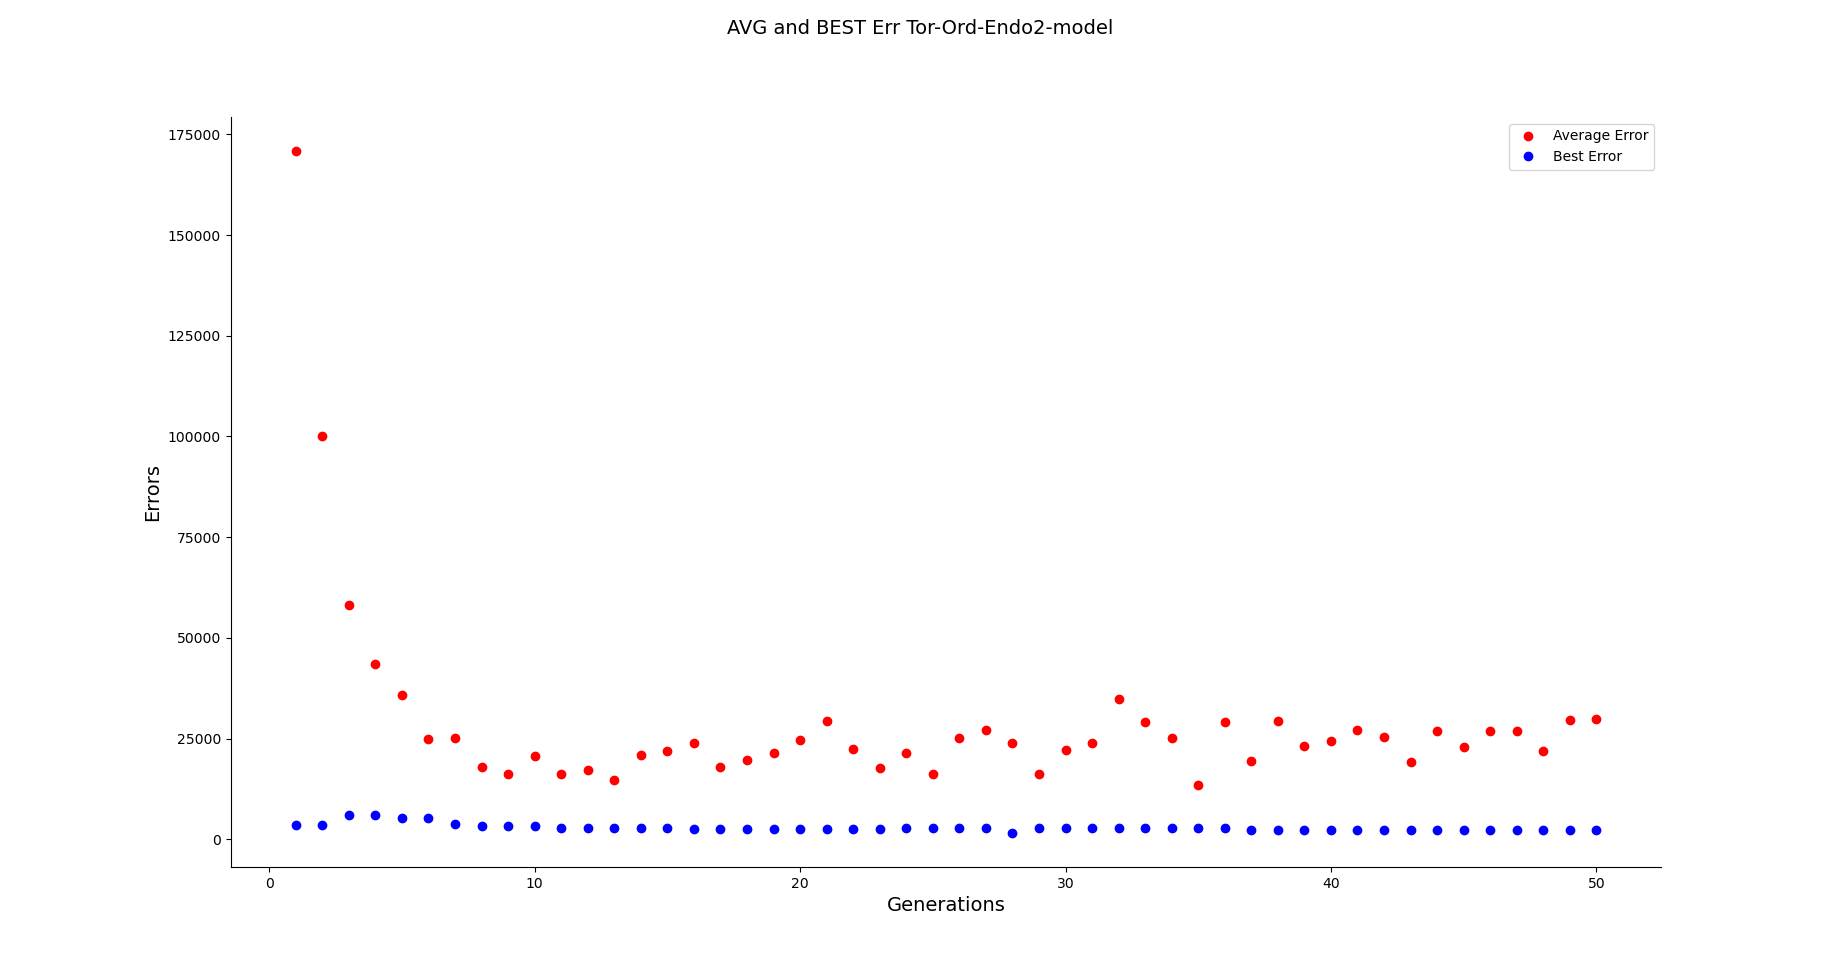 AVG and BEST Err Tor-Ord-Endo2-model
Average Error
Best Error
175000
150000
125000
100000
75000
50000
25000
0
Errors
0 10 20 30 40 50
Generations